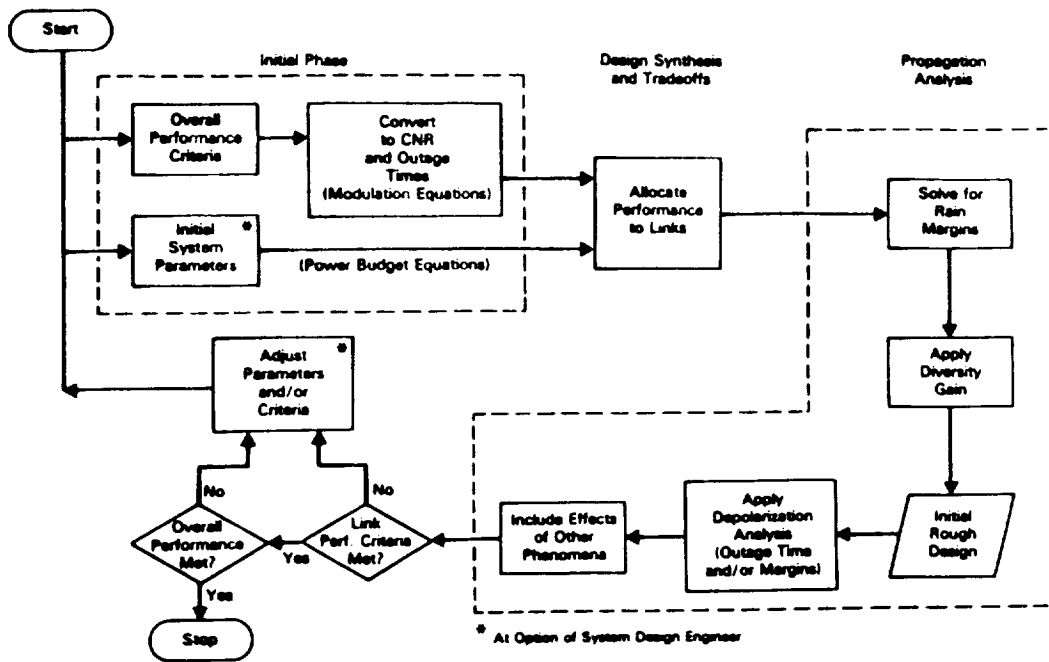 Start
Initial Phase
Design Synthesis
and Tradeoffs
Propagation
Analysis
Overall
Performance
Criteria
Convert
to CNR
and Outage
Times
(Modulation Equations)
Initial *
System
Parameters
(Power Budget Equations)
Allocate
Performance
to Links
Solve for
Rain
Margins
Apply
Diversity
Gain
Initial
Rough
Design
Apply
Depolarization
Analysis
(Outage Time
and/or Margins)
Include Effects
of Other
Phenomena
Link
Perf. Criteria
Met?
No
Yes
Overall
Performance
Met?
No
Yes
Adjust *
Parameters
and/or
Criteria
Stop
* At Option of System Design Engineer